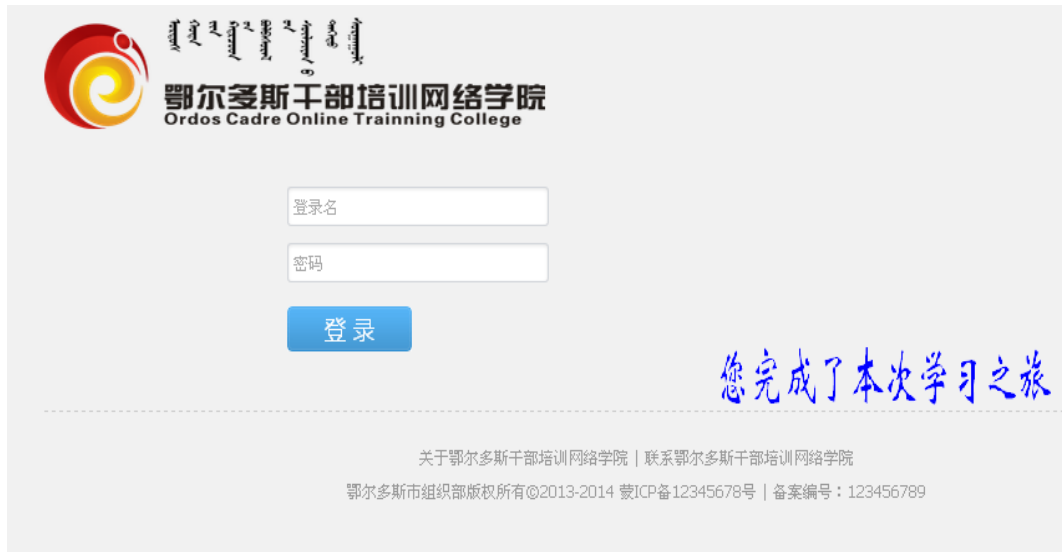 鄂尔多斯干部培训网络学院
Ordos Cadre Online Trainning College
登录名
密码
登录
您完成了本次学习之旅
关于鄂尔多斯干部培训网络学院 | 联系鄂尔多斯干部培训网络学院
鄂尔多斯市组织部版权所有©2013-2014 蒙ICP备12345678号 | 备案编号：123456789